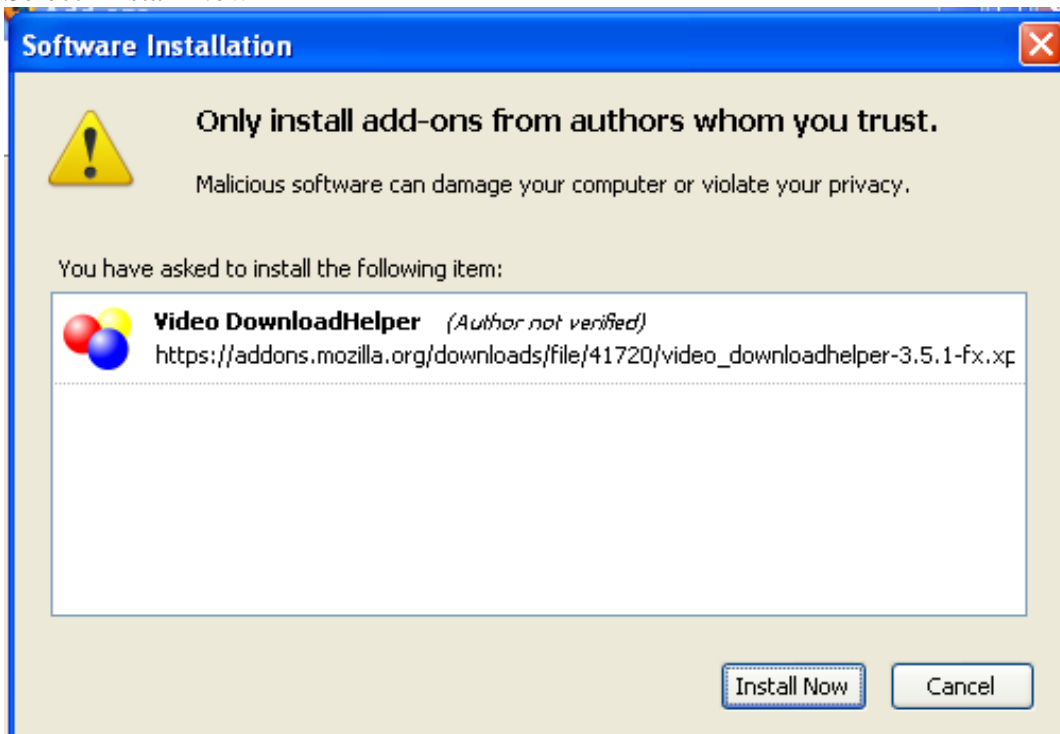 Software Installation
Only install add-ons from authors whom you trust.
Malicious software can damage your computer or violate your privacy.
You have asked to install the following item:
Video DownloadHelper (Author not verified)
https://addons.mozilla.org/downloads/file/41720/video_downloadhelper-3.5.1-fx.xp
Install Now Cancel